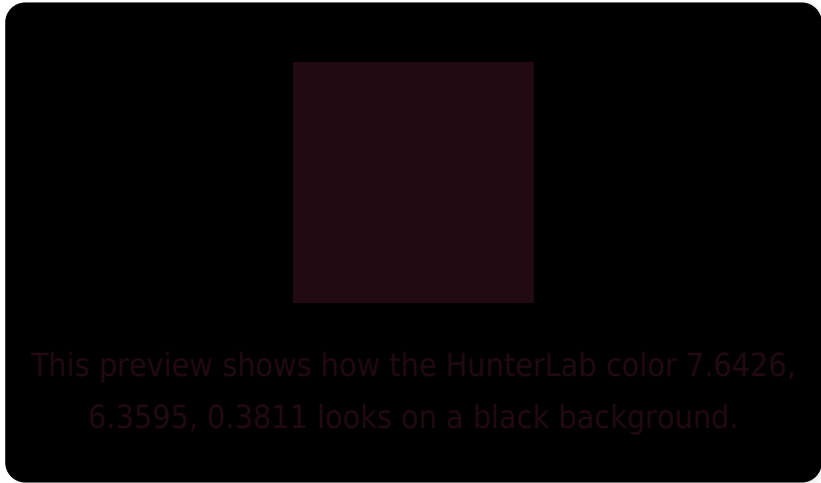 This preview shows how the HunterLab color 7.6426,
6.3595, 0.3811 looks on a black background.